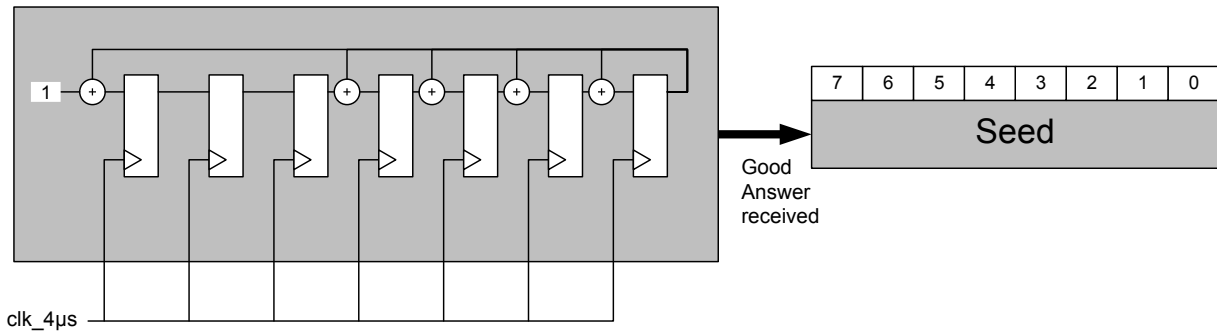 1
+ + + + +
7 6 5 4 3 2 1 0
Seed
Good
Answer
received
clk_4µs